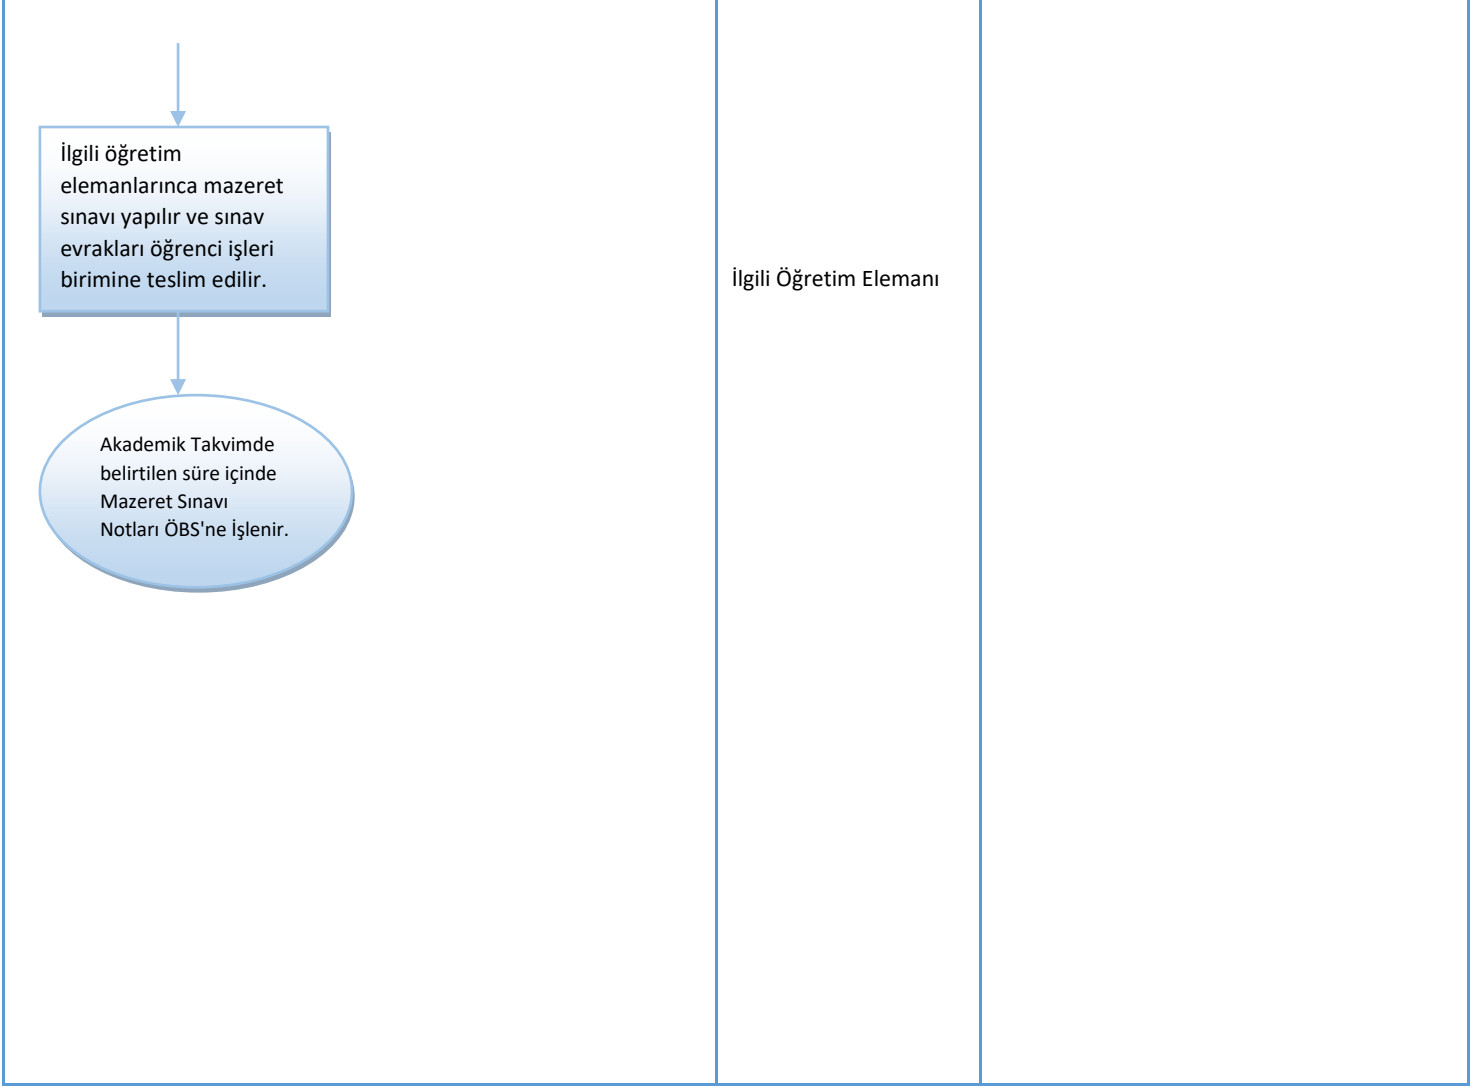 İlgili öğretim
elemanlarınca mazeret
sınavı yapılır ve sınav
evrakları öğrenci işleri
birimine teslim edilir.
İlgili Öğretim Elemanı
Akademik Takvimde
belirtilen süre içinde
Mazeret Sınavı
Notları ÖBS'ne İşlenir.